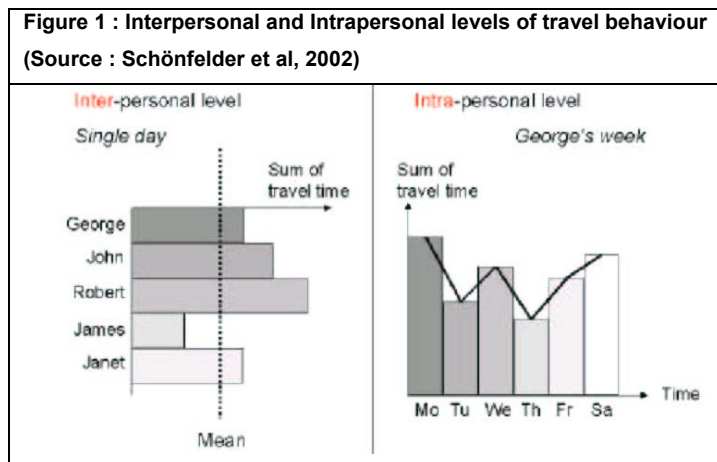 Figure 1 : Interpersonal and Intrapersonal levels of travel behaviour
(Source : Schönfelder et al, 2002)
Inter-personal level
Single day
Sum of
travel time
George
John
Robert
James
Janet
Mean
Intra-personal level
George's week
Sum of
travel time
Mo Tu We Th Fr Sa
Time